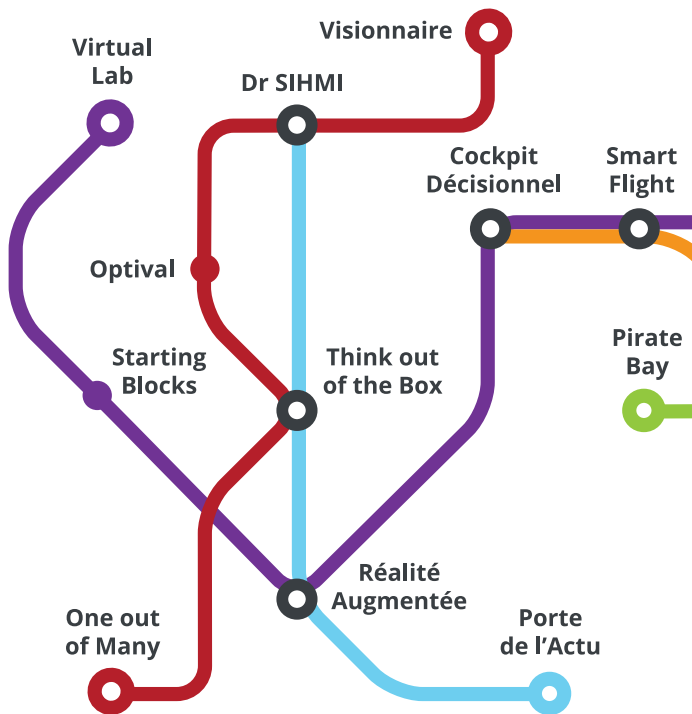 Visionnaire
Virtual
Lab
Dr SIHMI
Cockpit
Décisionnel
Smart
Flight
Optival
Pirate
Bay
Starting
Blocks
Think out
of the Box
Réalité
Augmentée
One out
of Many
Porte
de l'Actu